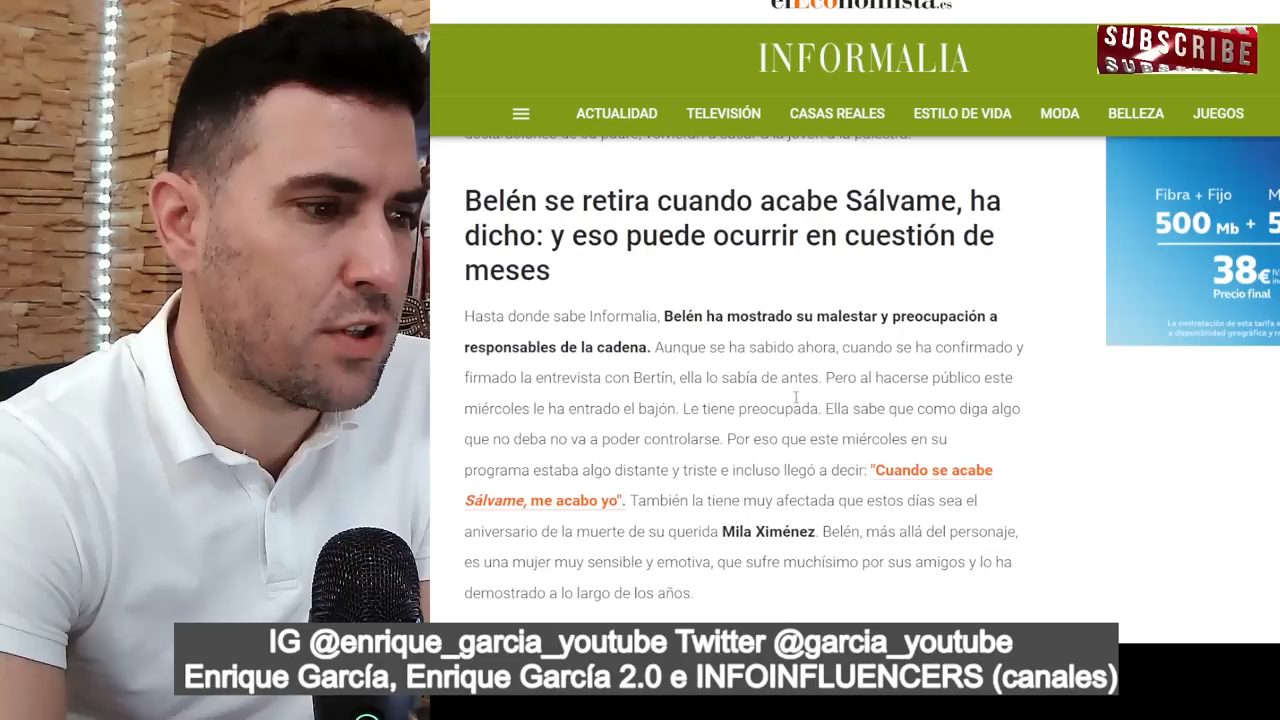 elEconomista.es
INFORMALIA
SUBSCRIBE
ACTUALIDAD TELEVISIÓN CASAS REALES ESTILO DE VIDA MODA BELLEZA JUEGOS
Belén se retira cuando acabe Sálvame, ha
dicho: y eso puede ocurrir en cuestión de
meses
Hasta donde sabe Informalia, Belén ha mostrado su malestar y preocupación a
responsables de la cadena. Aunque se ha sabido ahora, cuando se ha confirmado y
firmado la entrevista con Bertín, ella lo sabía de antes. Pero al hacerse público este
miércoles le ha entrado el bajón. Le tiene preocupada. Ella sabe que como diga algo
que no deba no va a poder controlarse. Por eso que este miércoles en su
programa estaba algo distante y triste e incluso llegó a decir: "Cuando se acabe
Sálvame, me acabo yo". También la tiene muy afectada que estos días sea el
aniversario de la muerte de su querida Mila Ximénez. Belén, más allá del personaje,
es una mujer muy sensible y emotiva, que sufre muchísimo por sus amigos y lo ha
demostrado a lo largo de los años.
Fibra + Fijo
500 Mb +
38€
Precio final
La contratación de esta tarifa e
IG @enrique_garcia_youtube Twitter @garcia_youtube
Enrique García, Enrique García 2.0 e INFOINFLUENCERS (canales)